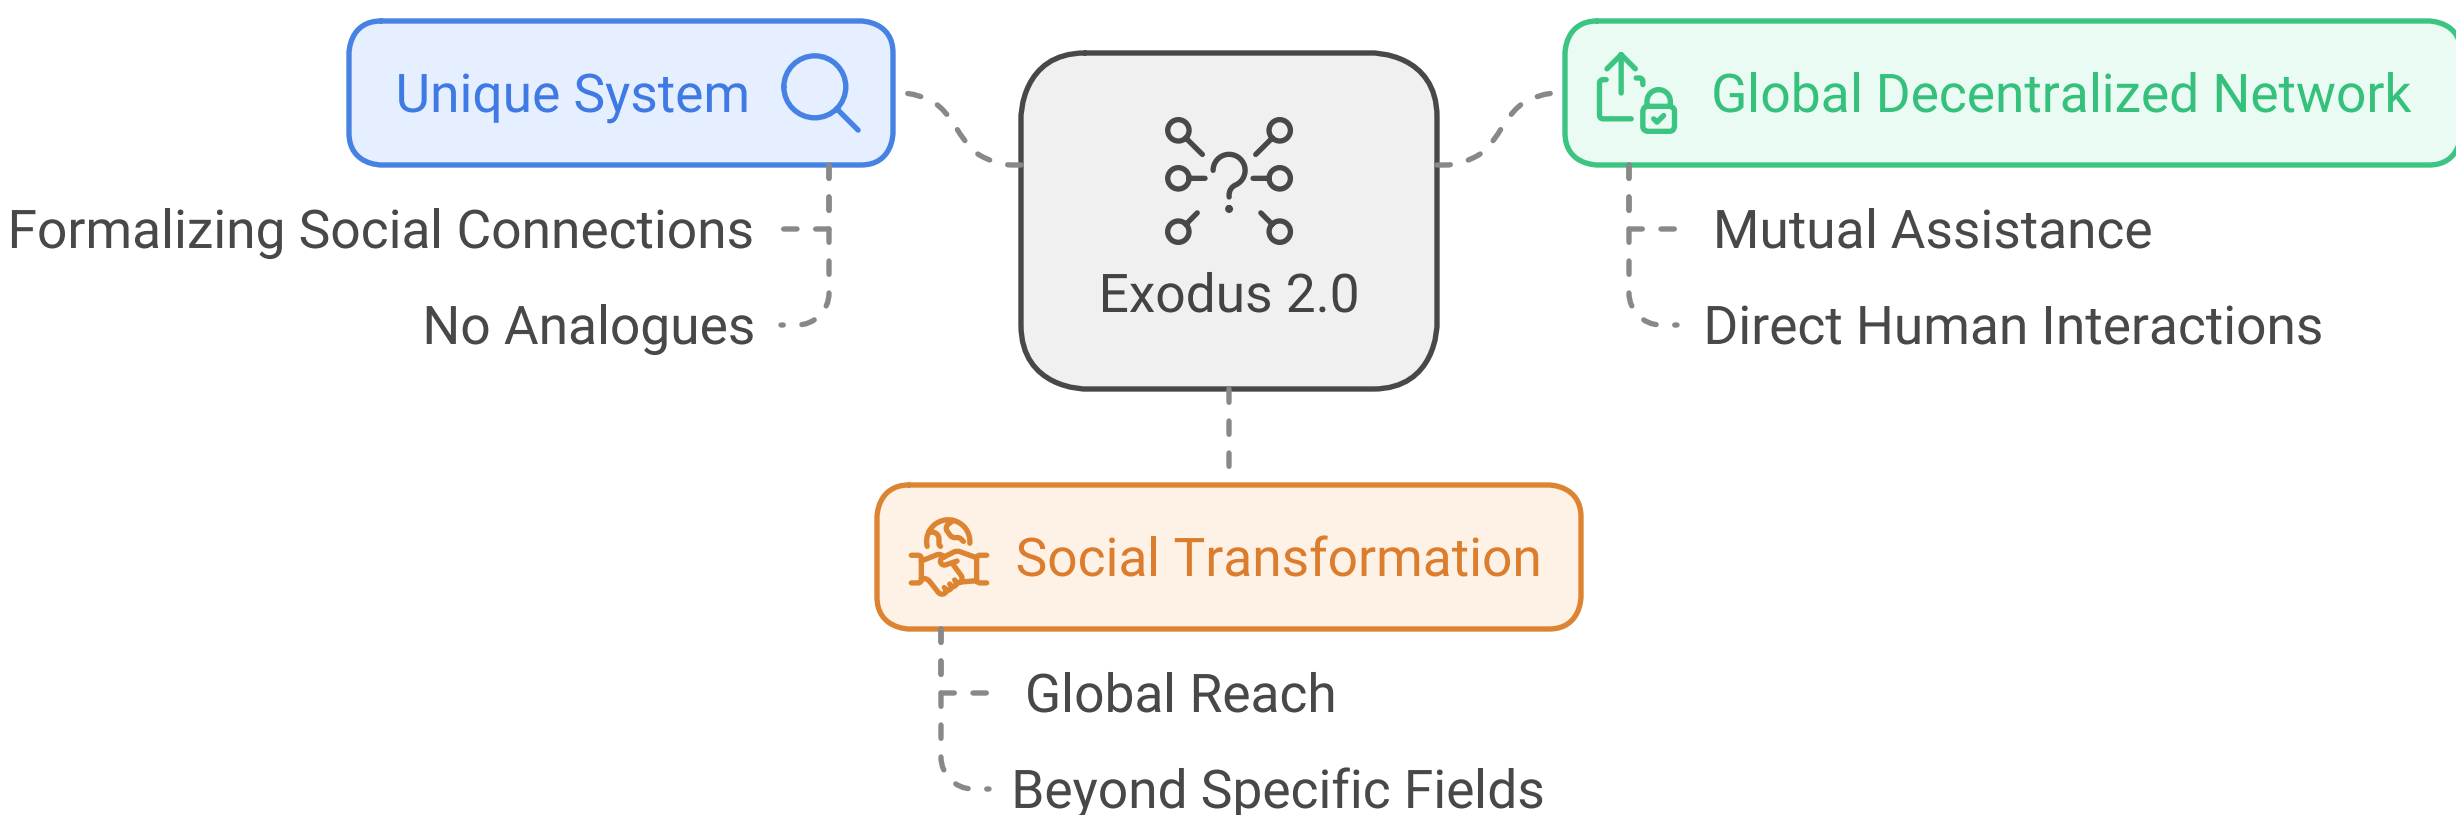 Unique System
Formalizing Social Connections
No Analogues
Exodus 2.0
Global Decentralized Network
Mutual Assistance
Direct Human Interactions
Social Transformation
Global Reach
Beyond Specific Fields